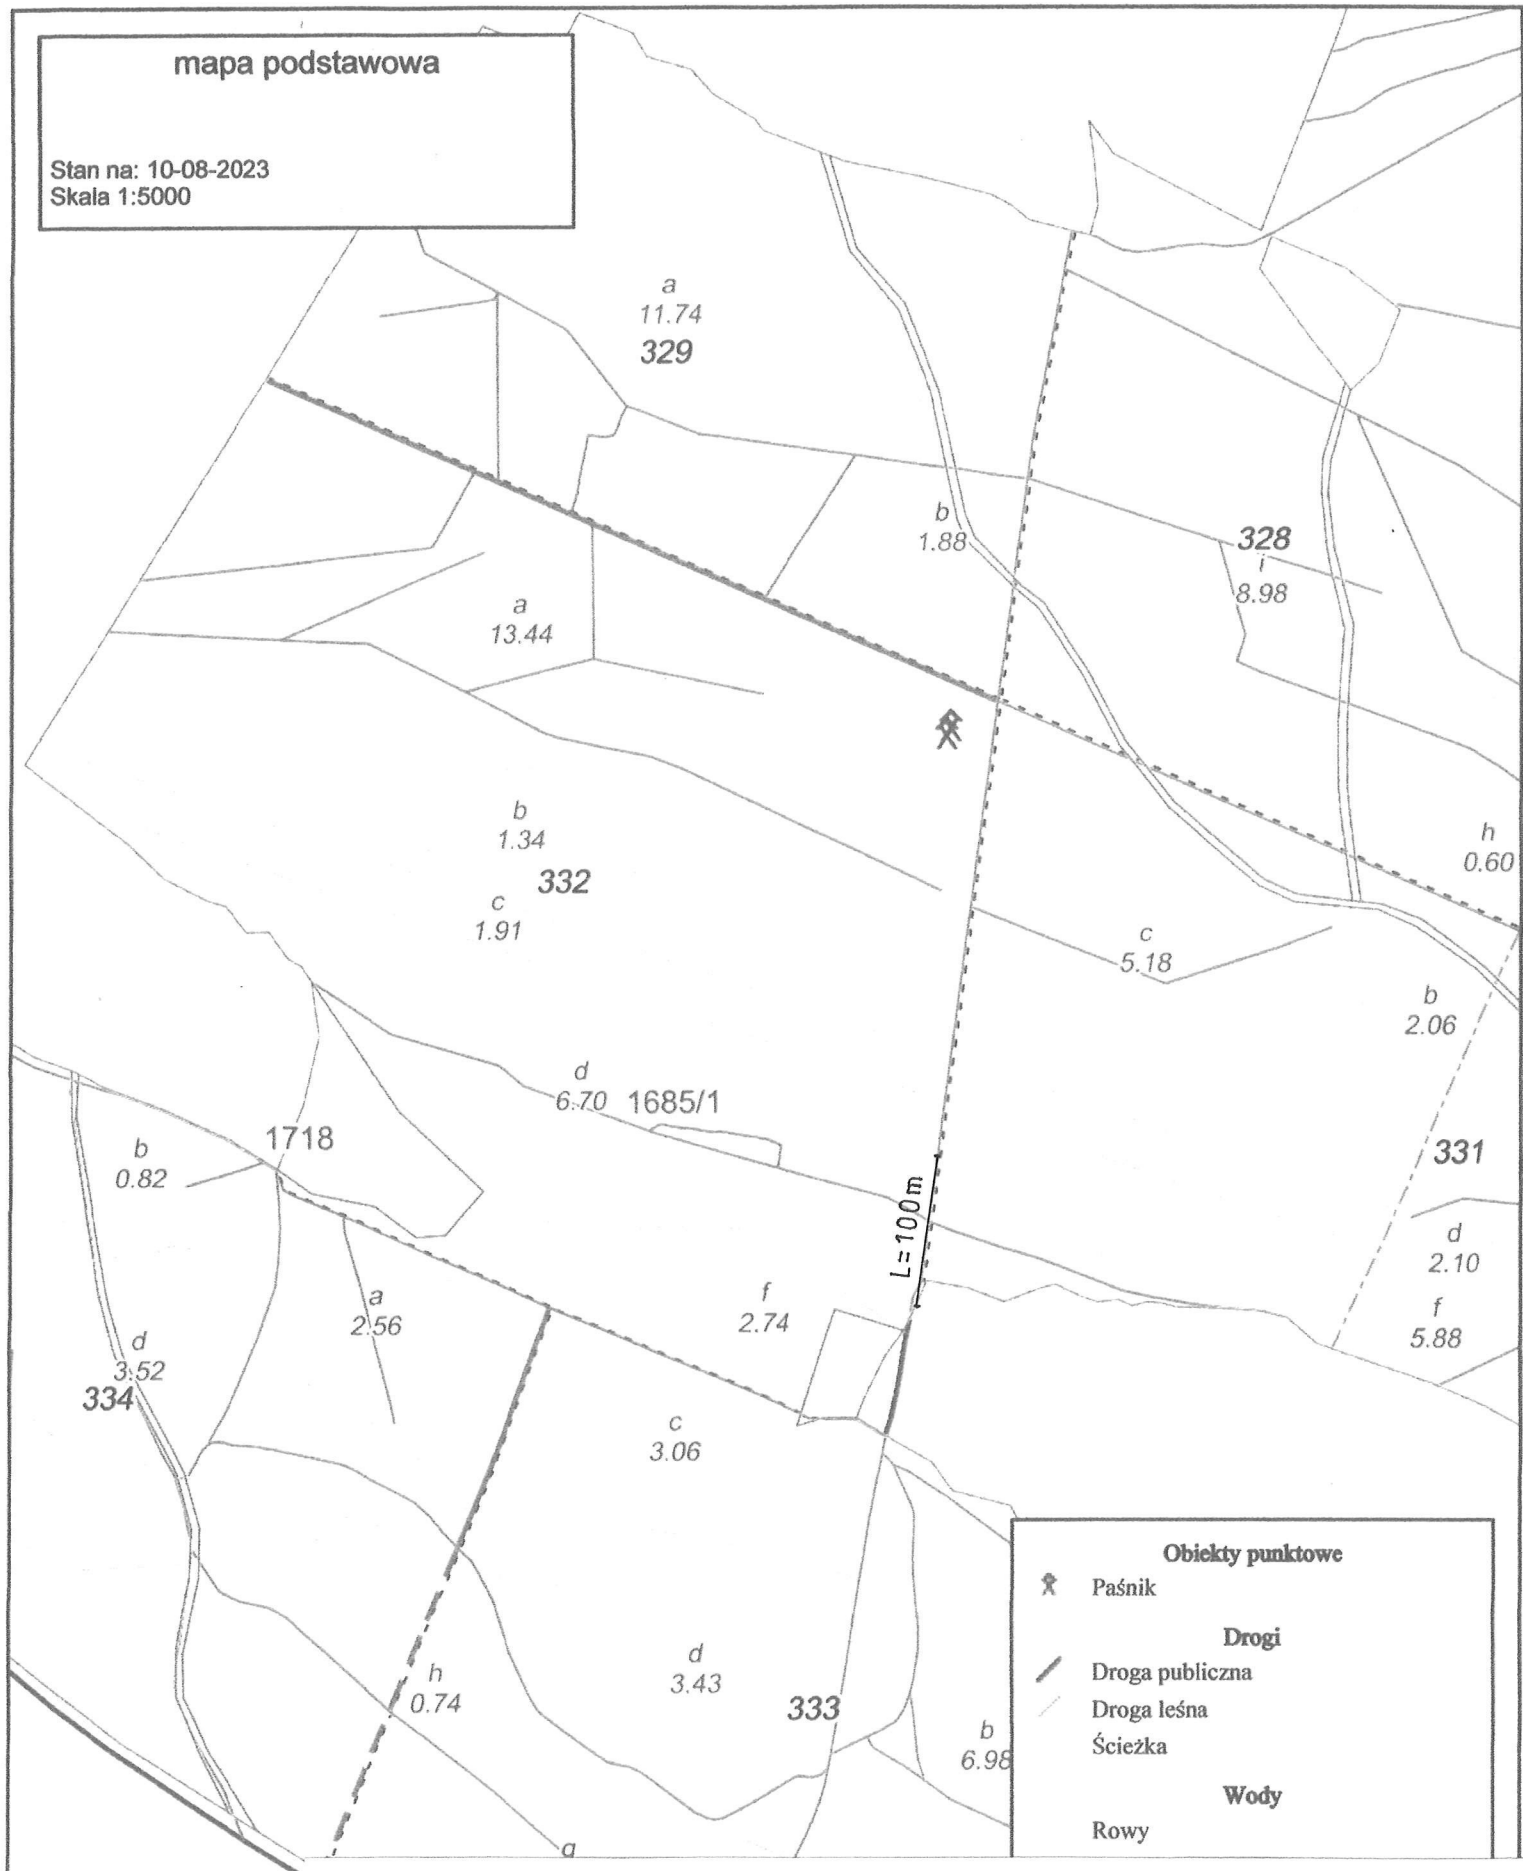 mapa podstawowa
Stan na: 10-08-2023
Skala 1:5000
a
11.74
329
b
1.88
328
i
8.98
a
13.44
b
1.34
332
c
1.91
h
0.60
c
5.18
b
2.06
d
6.70 1685/1
1718
b
0.82
331
L=100m
d
2.10
a
2.56
f
2.74
f
5.88
d
3.52
334
c
3.06
d
3.43
333
h
0.74
b
6.98
g
Obiekty punktowe
Paśnik
Drogi
Droga publiczna
Droga leśna
Ścieżka
Wody
Rowy